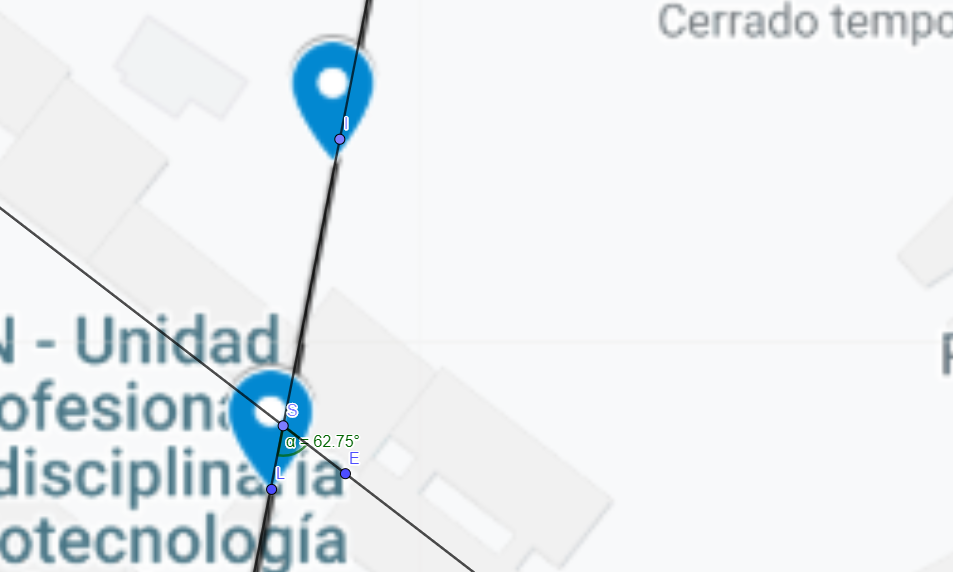 Cerrado tempo
I
N - Unidad
ofesiona
S
α = 62.75°
E
L
disciplinaria
otecnología